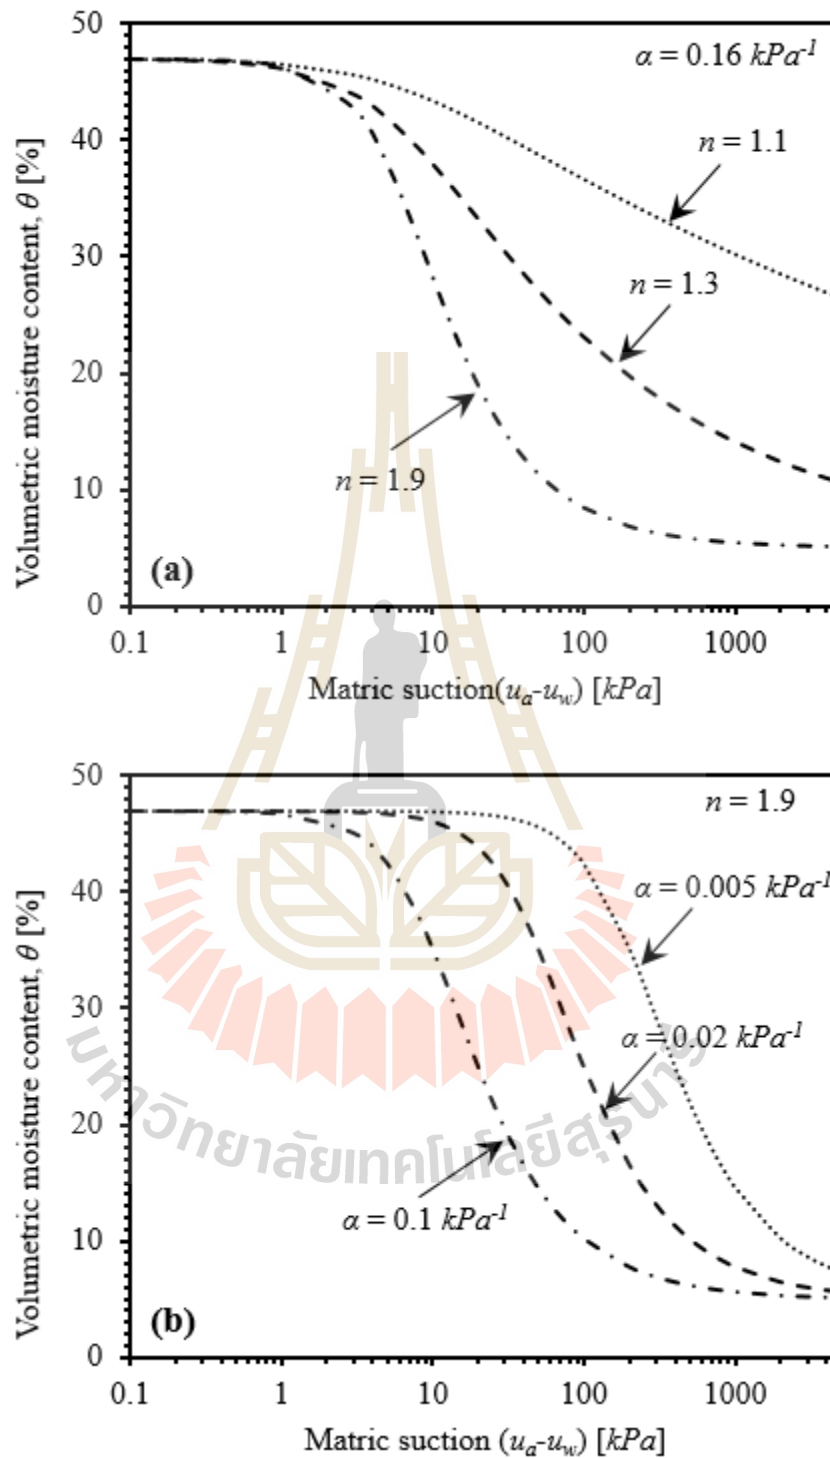 50
40
30
20
10
0
Volumetric moisture content, θ [%]
α = 0.16 kPa⁻¹
n = 1.1
n = 1.3
n = 1.9
(a)
0.1 1 10 100 1000
Matric suction(uₐ-u_w) [kPa]
50
40
30
20
10
0
Volumetric moisture content, θ [%]
n = 1.9
α = 0.005 kPa⁻¹
α = 0.02 kPa⁻¹
α = 0.1 kPa⁻¹
(b)
มหาวิทยาลัยเทคโนโลยีสุรนารี
0.1 1 10 100 1000
Matric suction (uₐ-u_w) [kPa]